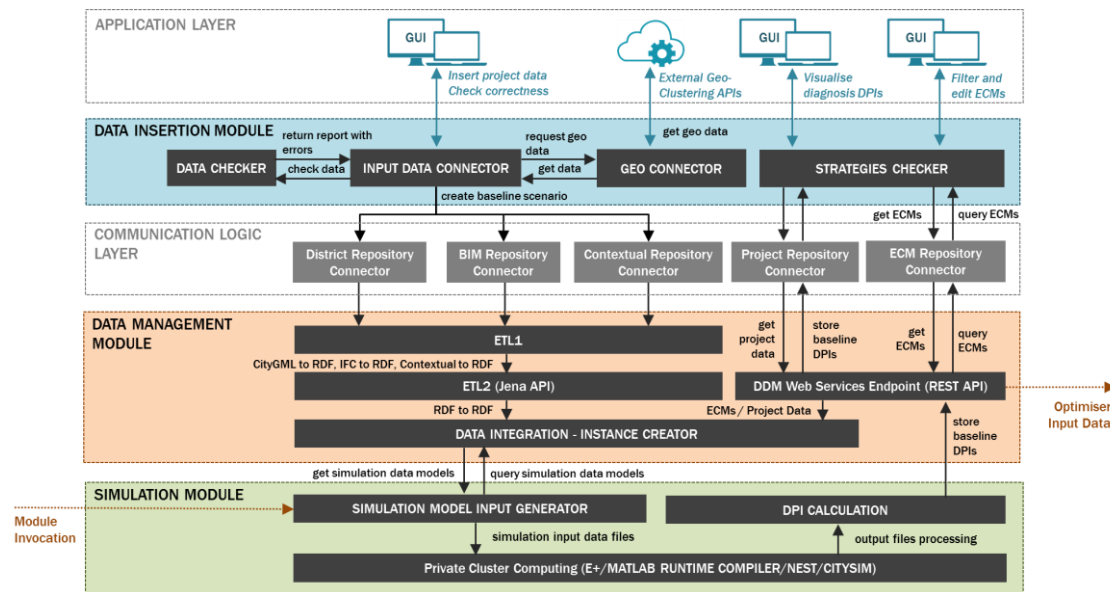 APPLICATION LAYER
GUI
GUI
GUI
Insert project data
Check correctness
External Geo-
Clustering APIs
Visualise
diagnosis DPIs
Filter and
edit ECMs
DATA INSERTION MODULE
return report with
errors
request geo
data
get geo data
DATA CHECKER
check data
INPUT DATA CONNECTOR
get data
GEO CONNECTOR
STRATEGIES CHECKER
create baseline scenario
get ECMs
query ECMs
COMMUNICATION LOGIC
LAYER
District Repository
Connector
BIM Repository
Connector
Contextual Repository
Connector
Project Repository
Connector
ECM Repository
Connector
DATA MANAGEMENT
MODULE
get
project
data
store
baseline
DPIs
get
ECMs
query
ECMs
ETL1
CityGML to RDF, IFC to RDF, Contextual to RDF
ETL2 (Jena API)
DDM Web Services Endpoint (REST API)
RDF to RDF
ECMs / Project Data
Optimiser
Input Data
DATA INTEGRATION - INSTANCE CREATOR
store
baseline
DPIs
get simulation data models
query simulation data models
SIMULATION MODULE
SIMULATION MODEL INPUT GENERATOR
DPI CALCULATION
Module
Invocation
simulation input data files
output files processing
Private Cluster Computing (E+/MATLAB RUNTIME COMPILER/NEST/CITYSIM)